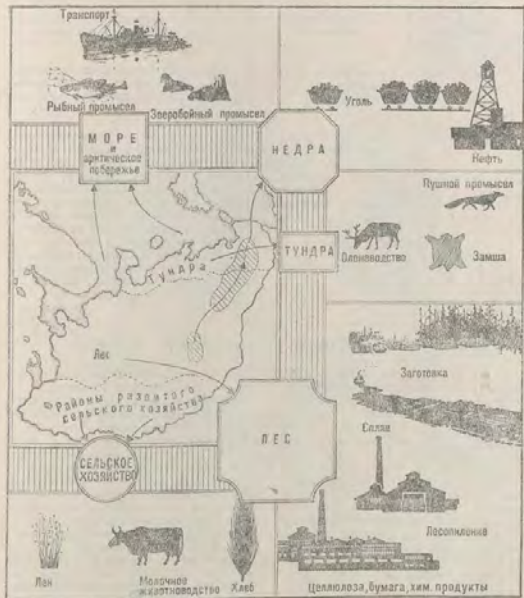 Транспорт
Рыбный промысел
Зверобойный промысел
МОРЕ
и
арктическое
побережье
НЕДРА
Уголь
Нефть
Пушной промысел
ТУНДРА
Оленеводство
Замша
Тундра
Лес
Районы развитого
сельского хозяйства
Заготовка
Сплав
ЛЕС
СЕЛЬСКОЕ
ХОЗЯЙСТВО
Лесопиление
Лен
Молочное
животноводство
Хлеб
Целлюлоза, бумага, хим. продукты